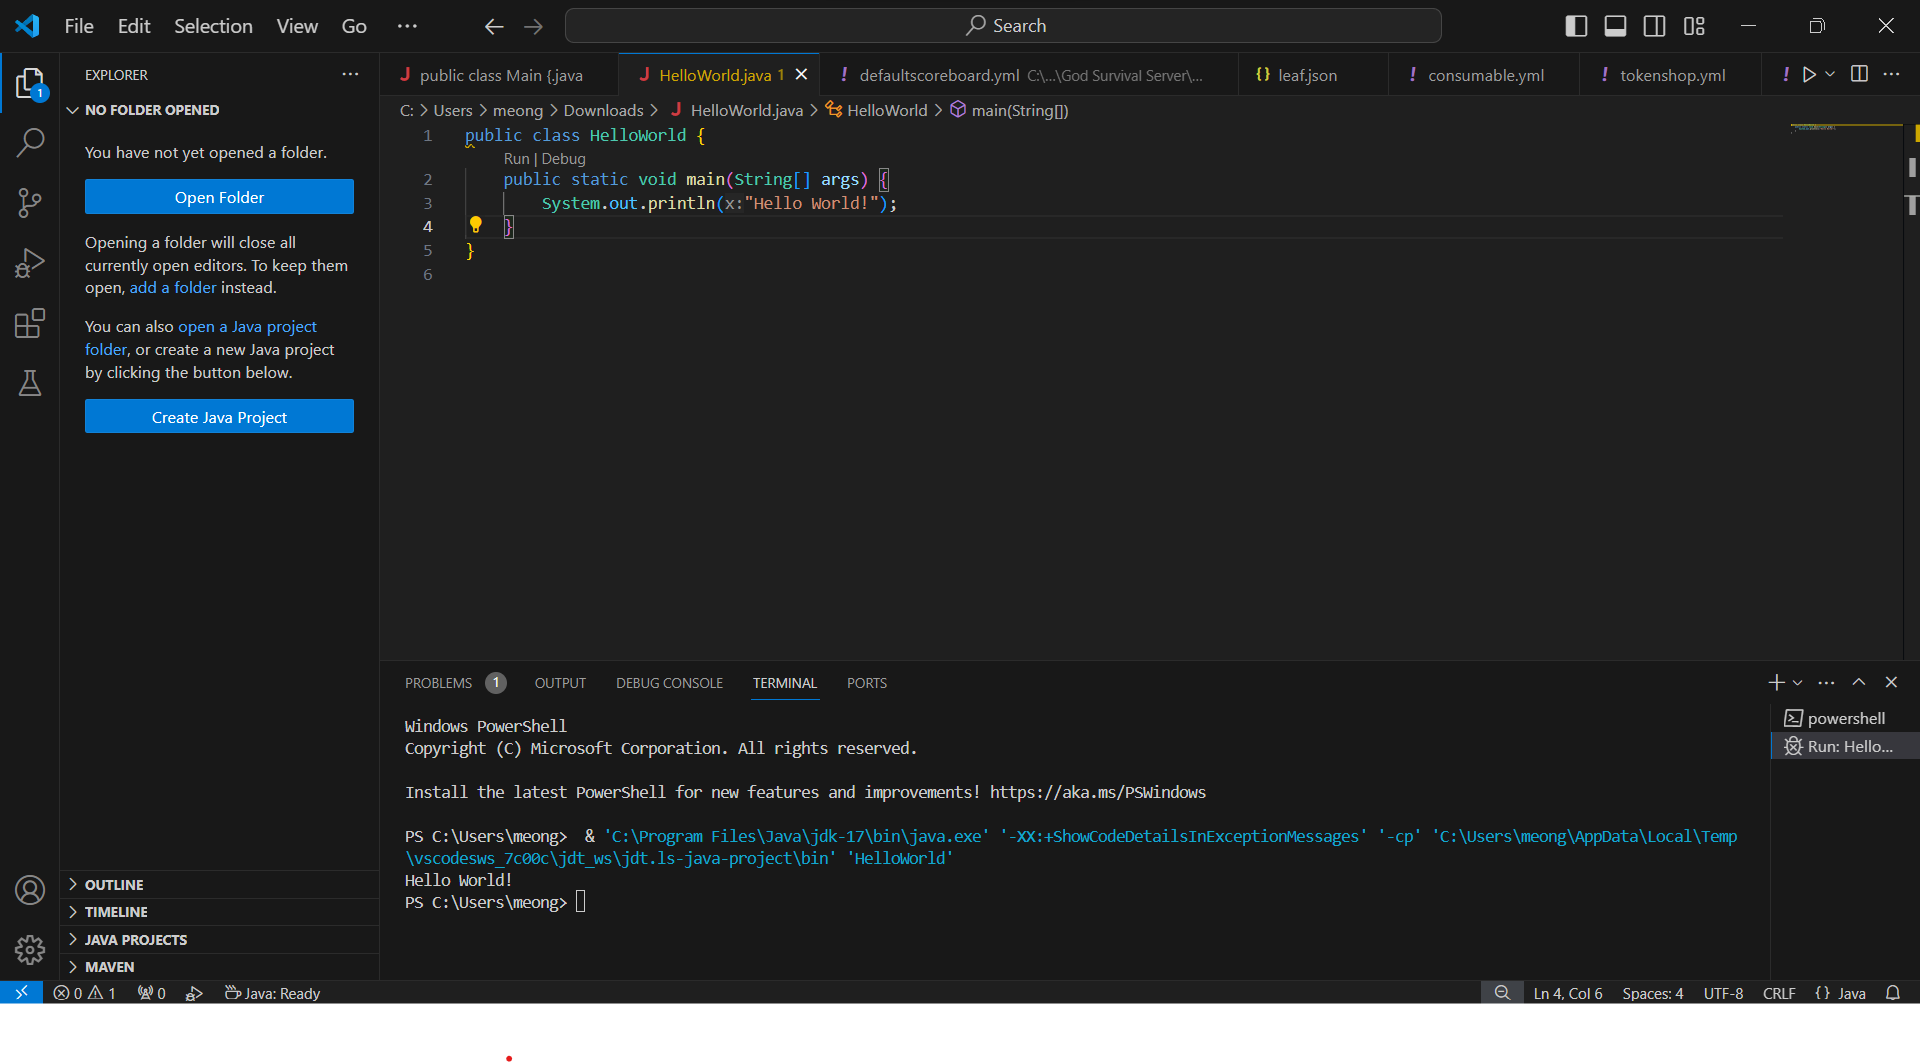 File Edit Selection View Go ··· Search
EXPLORER ···
NO FOLDER OPENED
You have not yet opened a folder.
Open Folder
Opening a folder will close all
currently open editors. To keep them
open, add a folder instead.
You can also open a Java project
folder, or create a new Java project
by clicking the button below.
Create Java Project
OUTLINE
TIMELINE
JAVA PROJECTS
MAVEN
1
J public class Main {.java J HelloWorld.java 1 ! defaultscoreboard.yml C:\...\God Survival Server\... {} leaf.json ! consumable.yml ! tokenshop.yml !
C: > Users > meong > Downloads > J HelloWorld.java > HelloWorld > main(String[])
1 public class HelloWorld {
Run | Debug
2 public static void main(String[] args) {
3 System.out.println(x:"Hello World!");
4 }
5 }
6
PROBLEMS 1 OUTPUT DEBUG CONSOLE TERMINAL PORTS
Windows PowerShell
Copyright (C) Microsoft Corporation. All rights reserved.
Install the latest PowerShell for new features and improvements! https://aka.ms/PSWindows
PS C:\Users\meong>  & 'C:\Program Files\Java\jdk-17\bin\java.exe' '-XX:+ShowCodeDetailsInExceptionMessages' '-cp' 'C:\Users\meong\AppData\Local\Temp
\vscodesws_7c00c\jdt_ws\jdt.ls-java-project\bin' 'HelloWorld'
Hello World!
PS C:\Users\meong>
powershell
Run: Hello...
0 1 0 Java: Ready Ln 4, Col 6 Spaces: 4 UTF-8 CRLF {} Java